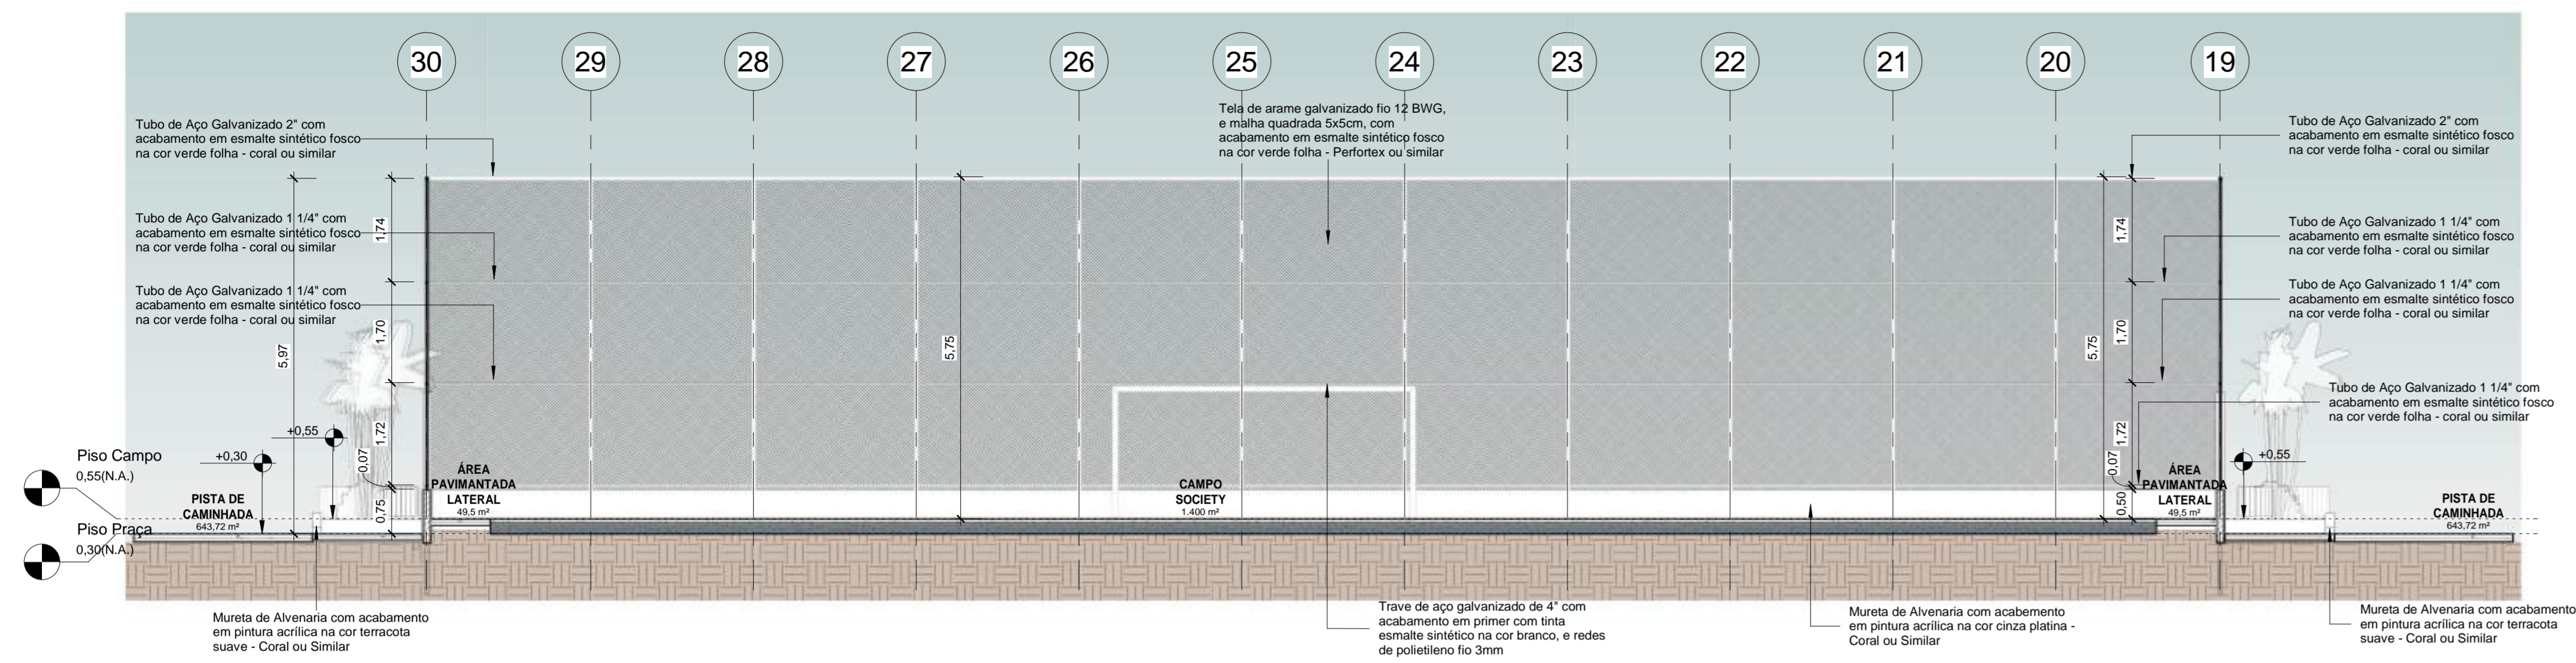 30
29
28
27
26
25
24
23
22
21
20
19
Tubo de Aço Galvanizado 2" com
acabamento em esmalte sintético fosco
na cor verde folha - coral ou similar
Tela de arame galvanizado fio 12 BWG,
e malha quadrada 5x5cm, com
acabamento em esmalte sintético fosco
na cor verde folha - Perfortex ou similar
Tubo de Aço Galvanizado 2" com
acabamento em esmalte sintético fosco
na cor verde folha - coral ou similar
Tubo de Aço Galvanizado 1 1/4" com
acabamento em esmalte sintético fosco
na cor verde folha - coral ou similar
1,74
1,74
Tubo de Aço Galvanizado 1 1/4" com
acabamento em esmalte sintético fosco
na cor verde folha - coral ou similar
Tubo de Aço Galvanizado 1 1/4" com
acabamento em esmalte sintético fosco
na cor verde folha - coral ou similar
Tubo de Aço Galvanizado 1 1/4" com
acabamento em esmalte sintético fosco
na cor verde folha - coral ou similar
5,97
1,70
5,75
5,75
1,70
Tubo de Aço Galvanizado 1 1/4" com
acabamento em esmalte sintético fosco
na cor verde folha - coral ou similar
+0,55
1,72
1,72
+0,30
0,07
0,07
+0,55
Piso Campo
0,55(N.A.)
PISTA DE
CAMINHADA
643,72 m²
0,75
ÁREA
PAVIMANTADA
LATERAL
49,5 m²
CAMPO
SOCIETY
1.400 m²
0,50
ÁREA
PAVIMANTADA
LATERAL
49,5 m²
PISTA DE
CAMINHADA
643,72 m²
Piso Praça
0,30(N.A.)
Mureta de Alvenaria com acabamento
em pintura acrílica na cor terracota
suave - Coral ou Similar
Trave de aço galvanizado de 4" com
acabamento em primer com tinta
esmalte sintético na cor branco, e redes
de polietileno fio 3mm
Mureta de Alvenaria com acabemento
em pintura acrílica na cor cinza platina -
Coral ou Similar
Mureta de Alvenaria com acabamento
em pintura acrílica na cor terracota
suave - Coral ou Similar